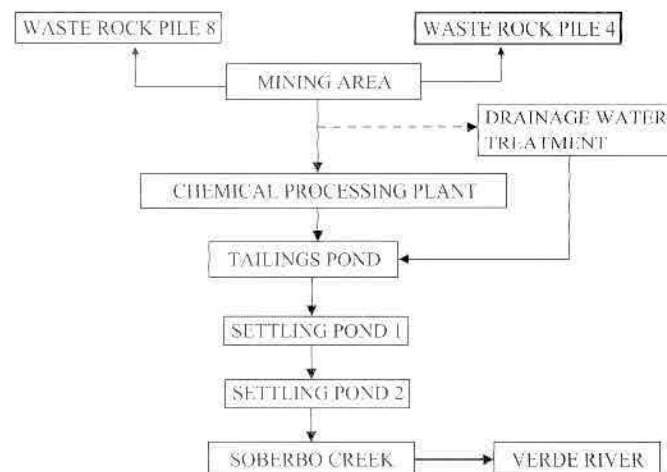 WASTE ROCK PILE 8
WASTE ROCK PILE 4
MINING AREA
DRAINAGE WATER
TREATMENT
CHEMICAL PROCESSING PLANT
TAILINGS POND
SETTLING POND 1
SETTLING POND 2
SOBERBO CREEK
VERDE RIVER